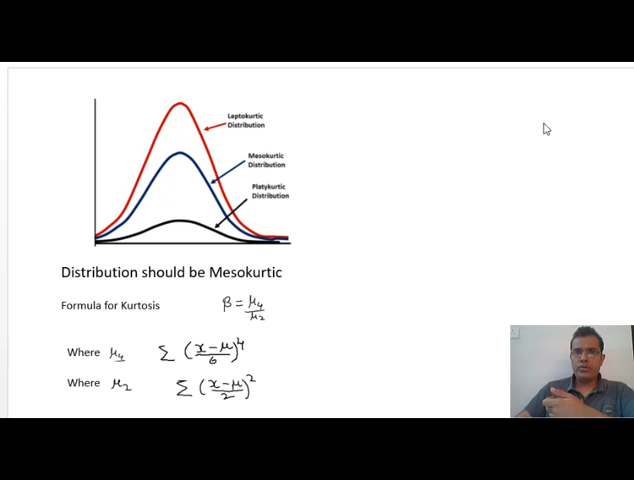 Leptokurtic
Distribution
Mesokurtic
Distribution
Platykurtic
Distribution
Distribution should be Mesokurtic
Formula for Kurtosis β = μ4/μ2
Where μ4 Σ (x-μ/6)^4
Where μ2 Σ (x-μ/2)^2